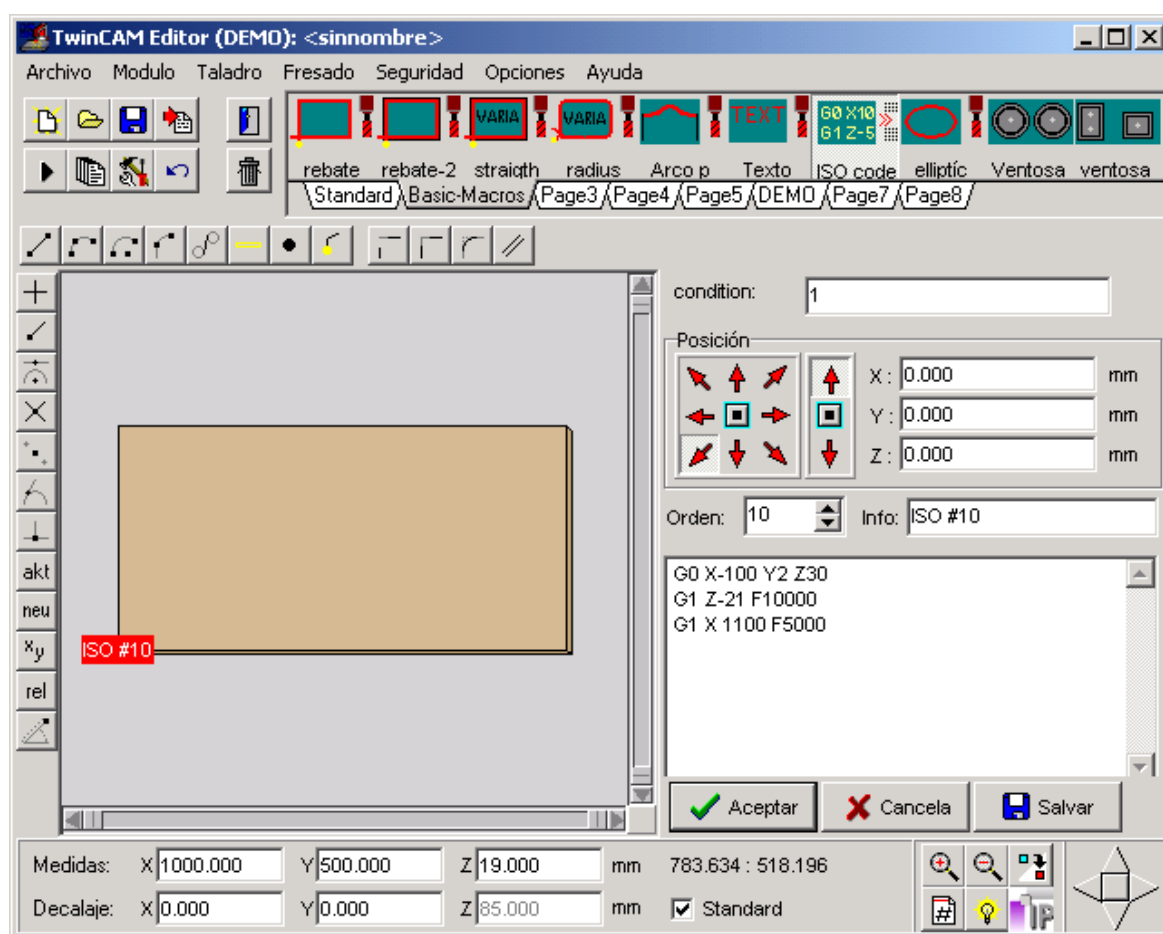 TwinCAM Editor (DEMO): <sinnombre>
Archivo Modulo Taladro Fresado Seguridad Opciones Ayuda
VARIA VARIA TEXT G0 X10
G1 Z-5
rebate rebate-2 straigth radius Arco p Texto ISO code elliptíc Ventosa ventosa
Standard Basic-Macros Page3 Page4 Page5 DEMO Page7 Page8
condition: 1
Posición
X : 0.000 mm
Y : 0.000 mm
Z : 0.000 mm
Orden: 10 Info: ISO #10
akt
neu
xy
rel
ISO #10
G0 X-100 Y2 Z30
G1 Z-21 F10000
G1 X 1100 F5000
Aceptar Cancela Salvar
Medidas: X 1000.000 Y 500.000 Z 19.000 mm 783.634 : 518.196
Decalaje: X 0.000 Y 0.000 Z 85.000 mm Standard
# IP